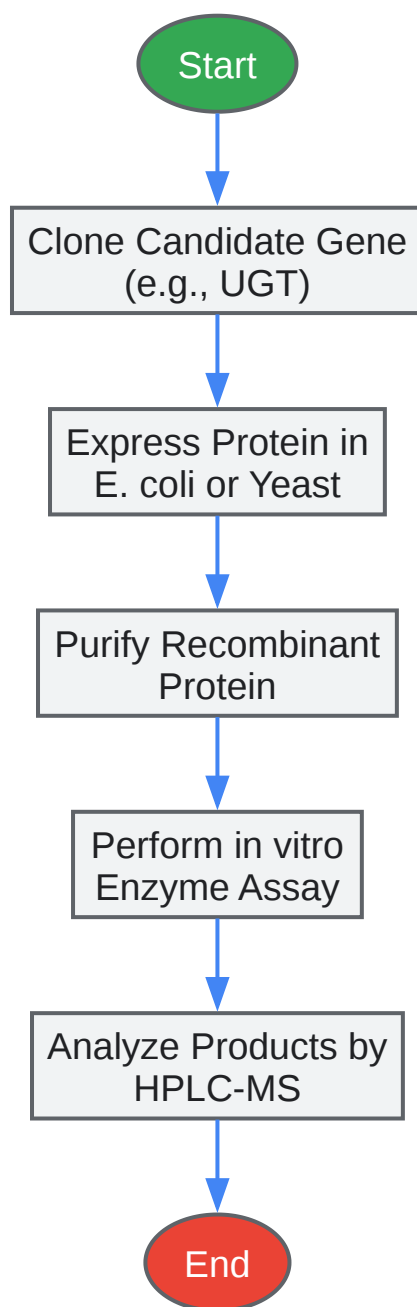 Start
Clone Candidate Gene
(e.g., UGT)
Express Protein in
E. coli or Yeast
Purify Recombinant
Protein
Perform in vitro
Enzyme Assay
Analyze Products by
HPLC-MS
End